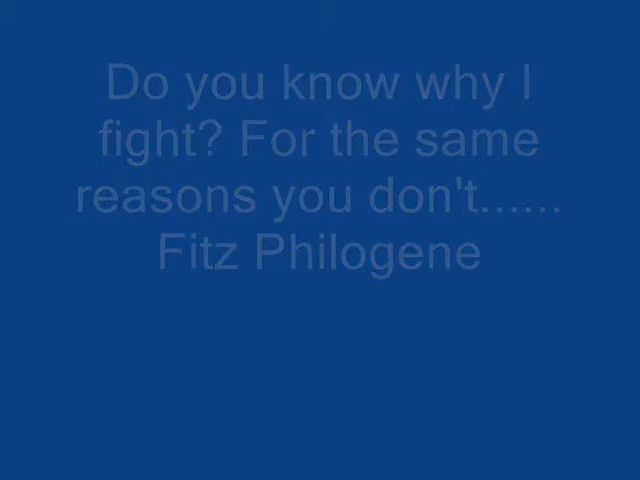 Do you know why I
fight? For the same
reasons you don't......
Fitz Philogene